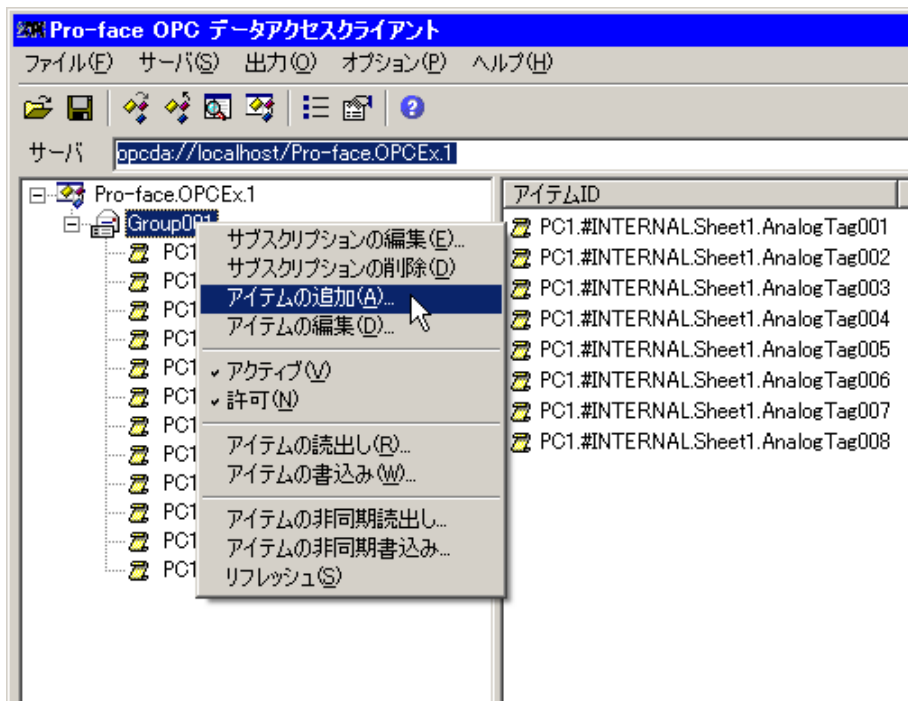 Pro-face OPC データアクセスクライアント
ファイル(F) サーバ(S) 出力(O) オプション(P) ヘルプ(H)
サーバ opcda://localhost/Pro-face.OPCEx.1
Pro-face.OPCEx.1
Group001
PC1
PC1
PC1
PC1
PC1
PC1
PC1
PC1
PC1
PC1
PC1
PC1
サブスクリプションの編集(E)...
サブスクリプションの削除(D)
アイテムの追加(A)...
アイテムの編集(D)...
アクティブ(V)
許可(N)
アイテムの読出し(R)...
アイテムの書込み(W)...
アイテムの非同期読出し...
アイテムの非同期書込み...
リフレッシュ(S)
アイテムID
PC1.#INTERNAL.Sheet1.AnalogTag001
PC1.#INTERNAL.Sheet1.AnalogTag002
PC1.#INTERNAL.Sheet1.AnalogTag003
PC1.#INTERNAL.Sheet1.AnalogTag004
PC1.#INTERNAL.Sheet1.AnalogTag005
PC1.#INTERNAL.Sheet1.AnalogTag006
PC1.#INTERNAL.Sheet1.AnalogTag007
PC1.#INTERNAL.Sheet1.AnalogTag008